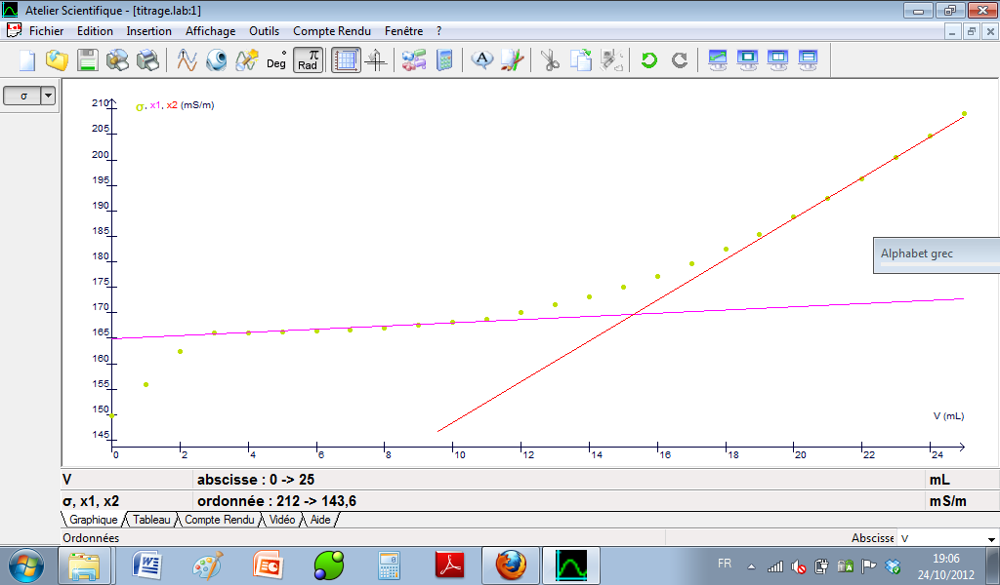 Atelier Scientifique - [titrage.lab:1]
Fichier Edition Insertion Affichage Outils Compte Rendu Fenêtre ?
Deg ° π Rad
σ
σ, x1, x2 (mS/m)
210
205
200
195
190
185
180
175
170
165
160
155
150
145
Alphabet grec
V (mL)
0 2 4 6 8 10 12 14 16 18 20 22 24
V abscisse : 0 -> 25 mL
σ, x1, x2 ordonnée : 212 -> 143,6 mS/m
Graphique Tableau Compte Rendu Vidéo Aide
Ordonnées Abscisse V
FR 19:06
24/10/2012